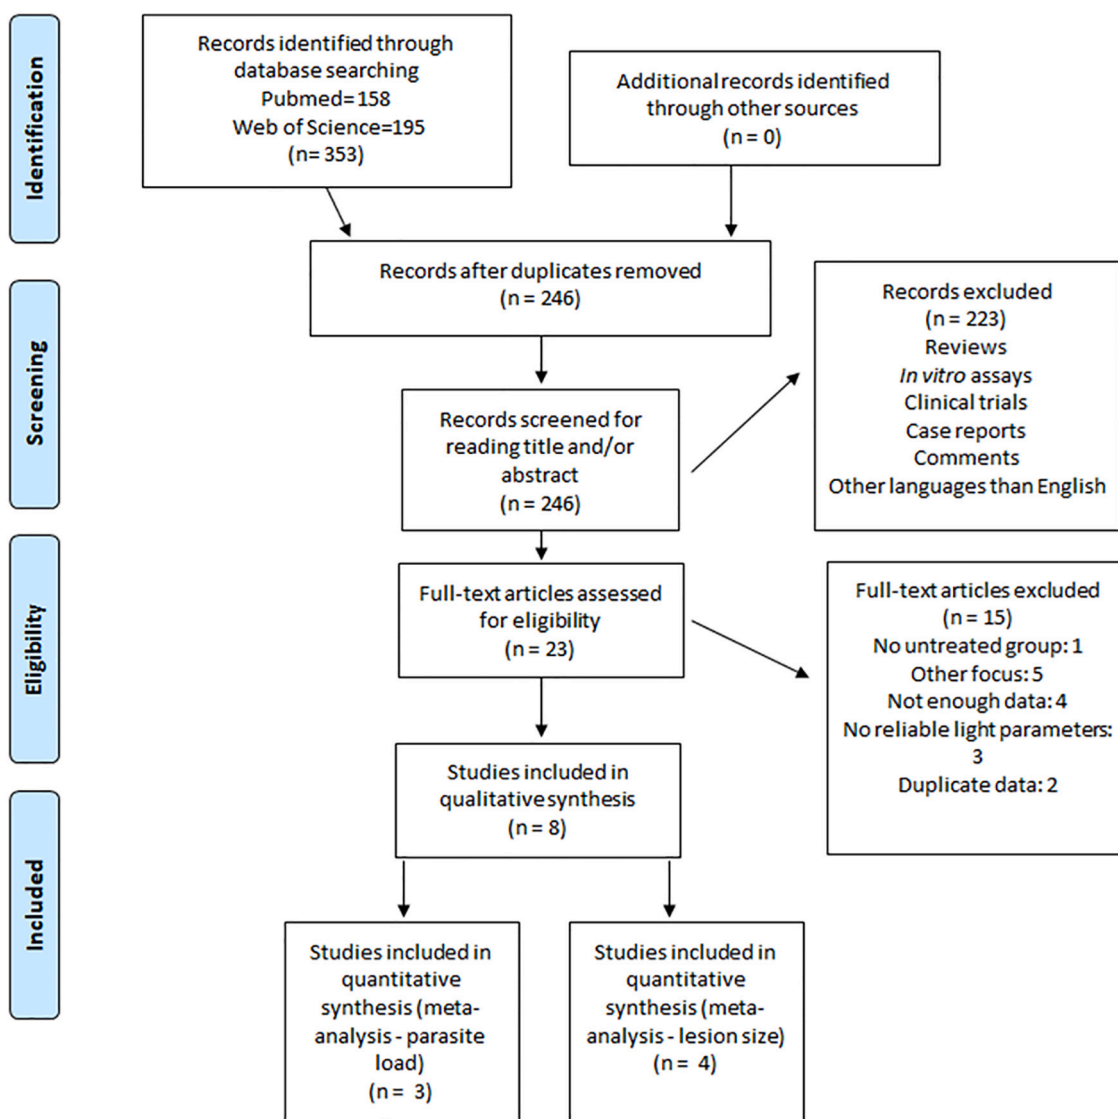 Identification
Records identified through
database searching
Pubmed= 158
Web of Science=195
(n= 353)
Additional records identified
through other sources
(n = 0)
Records after duplicates removed
(n = 246)
Screening
Records screened for
reading title and/or
abstract
(n = 246)
Records excluded
(n = 223)
Reviews
In vitro assays
Clinical trials
Case reports
Comments
Other languages than English
Eligibility
Full-text articles assessed
for eligibility
(n = 23)
Full-text articles excluded
(n = 15)
No untreated group: 1
Other focus: 5
Not enough data: 4
No reliable light parameters:
3
Duplicate data: 2
Studies included in
qualitative synthesis
(n = 8)
Included
Studies included in
quantitative
synthesis (meta-
analysis - parasite
load)
(n = 3)
Studies included in
quantitative
synthesis (meta-
analysis - lesion size)
(n = 4)